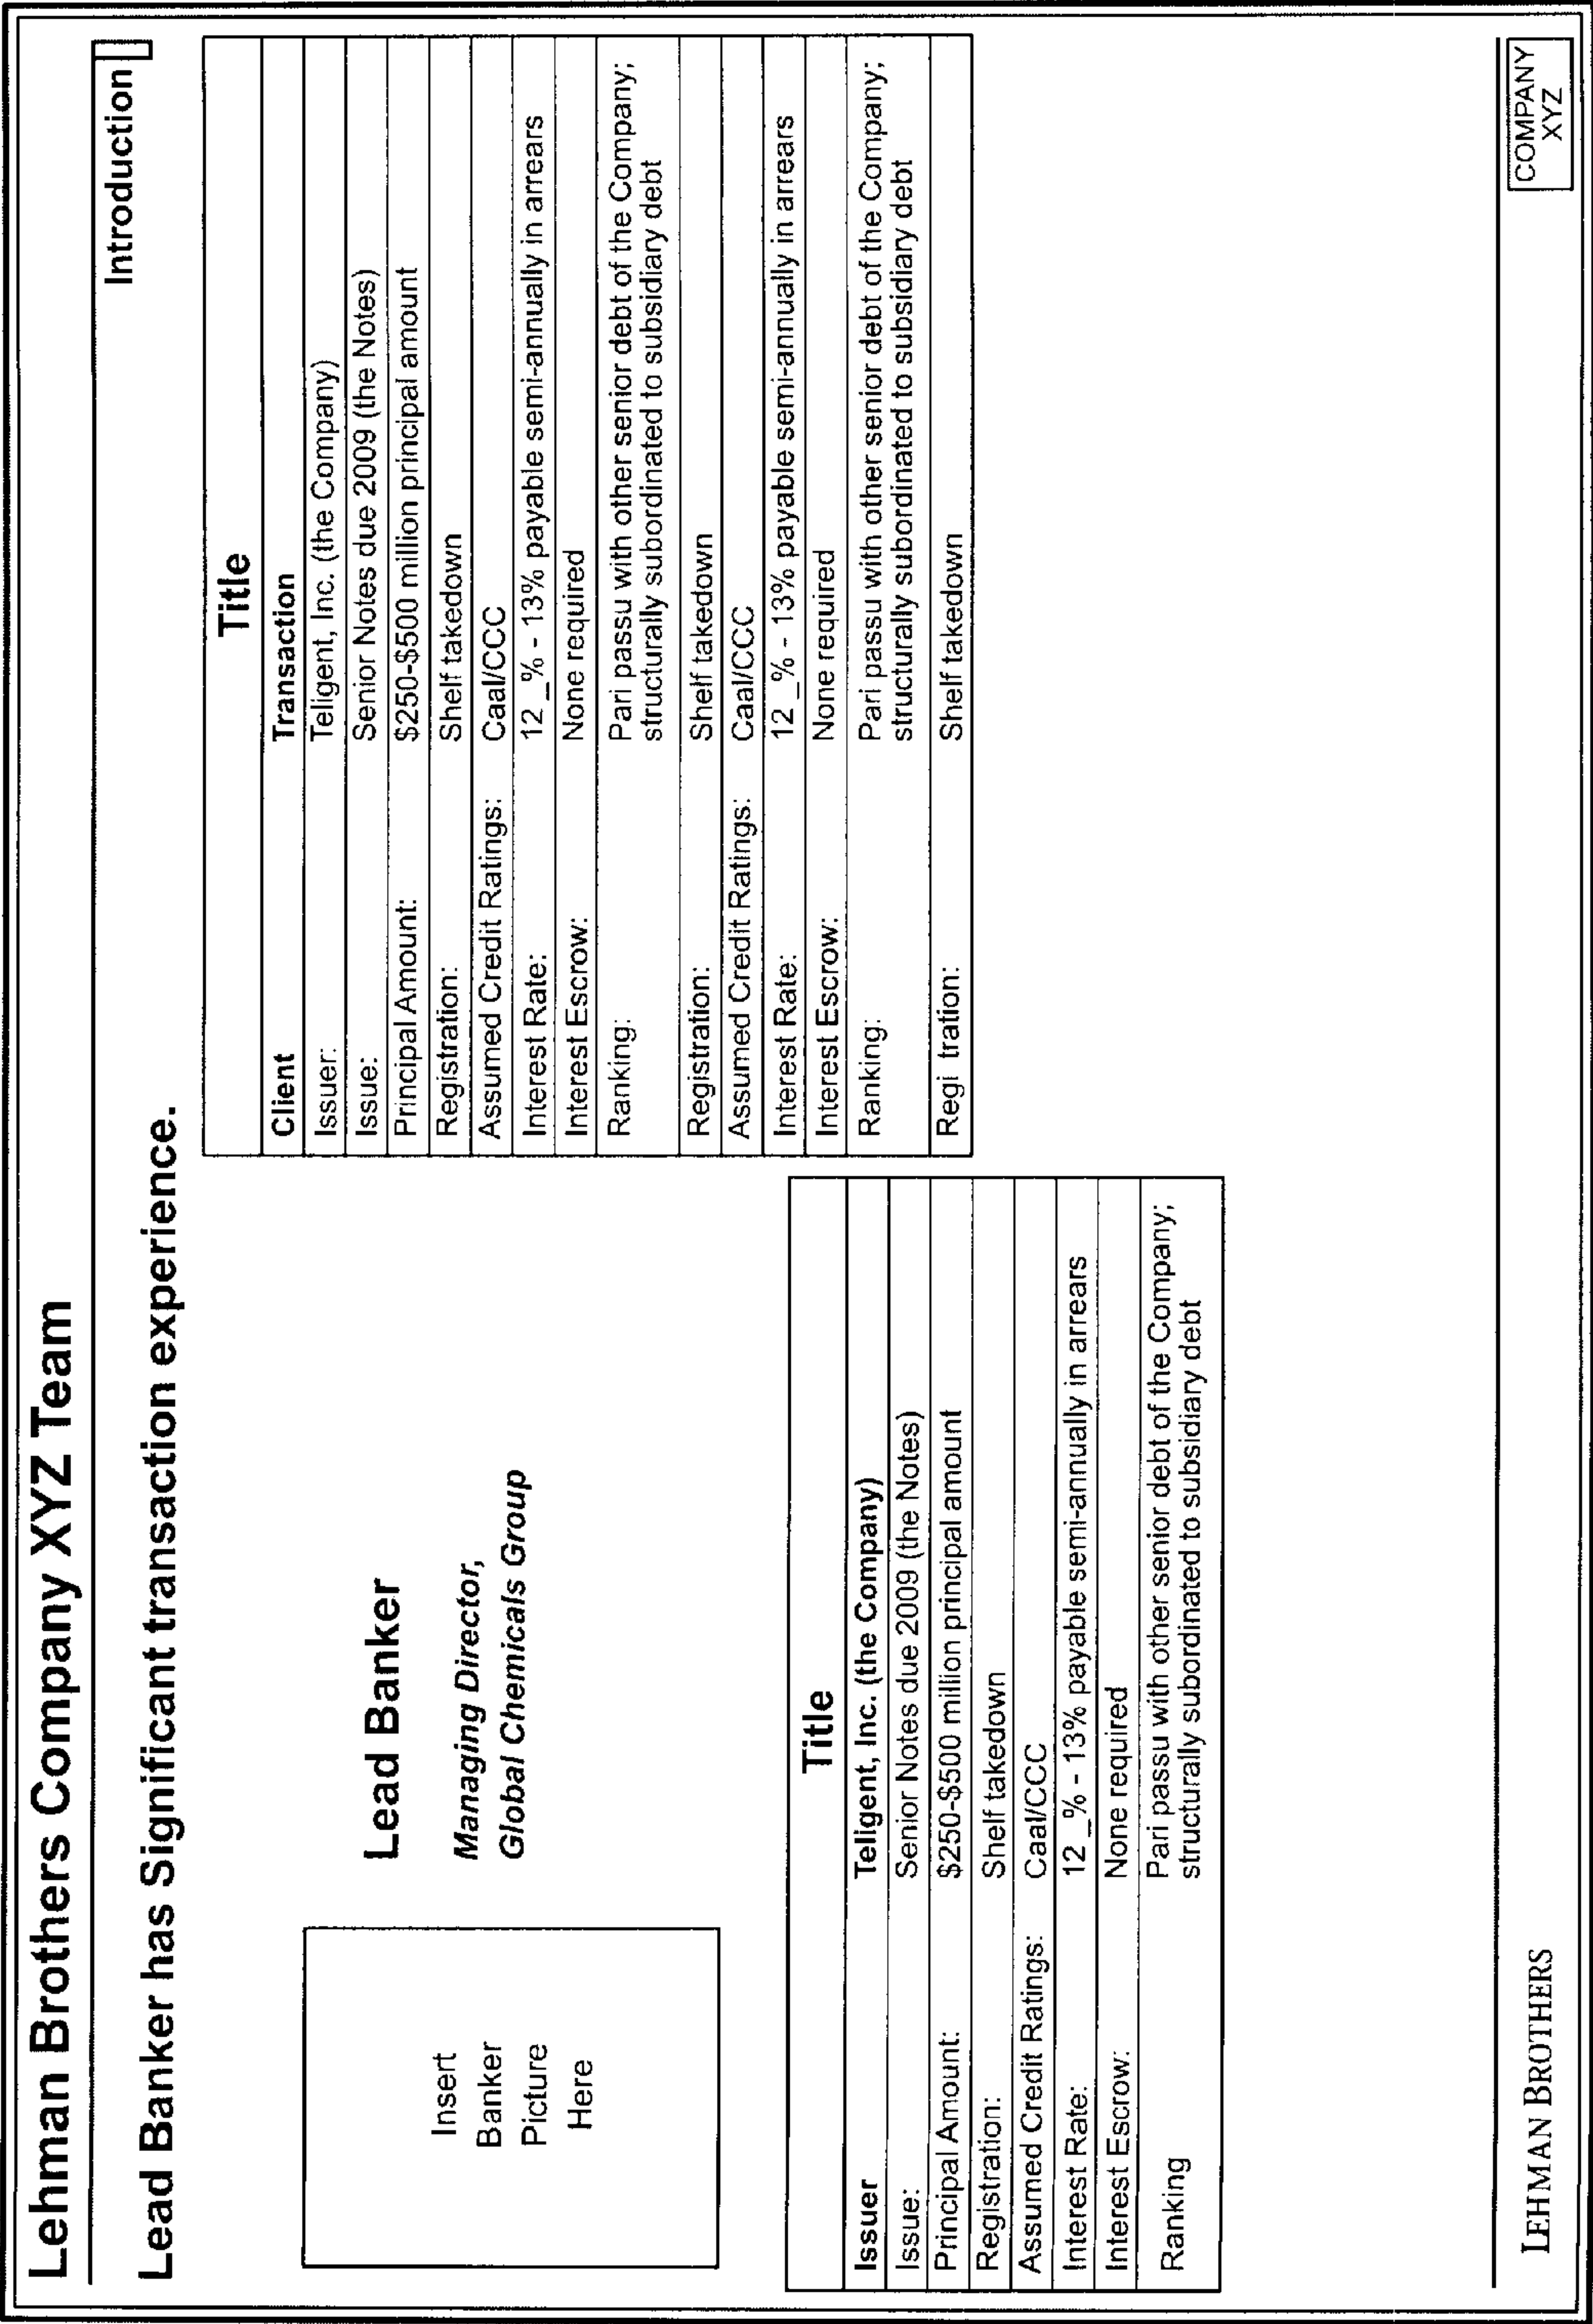 Lehman Brothers Company XYZ Team
Introduction
Lead Banker has Significant transaction experience.
Insert
Banker
Picture
Here
Lead Banker
Managing Director,
Global Chemicals Group
Title
Issuer Teligent, Inc. (the Company)
Issue: Senior Notes due 2009 (the Notes)
Principal Amount: $250-$500 million principal amount
Registration: Shelf takedown
Assumed Credit Ratings: Caal/CCC
Interest Rate: 12 _% - 13% payable semi-annually in arrears
Interest Escrow: None required
Ranking Pari passu with other senior debt of the Company;
structurally subordinated to subsidiary debt
Title
Client Transaction
Issuer: Teligent, Inc. (the Company)
Issue: Senior Notes due 2009 (the Notes)
Principal Amount: $250-$500 million principal amount
Registration: Shelf takedown
Assumed Credit Ratings: Caal/CCC
Interest Rate: 12 _% - 13% payable semi-annually in arrears
Interest Escrow: None required
Ranking: Pari passu with other senior debt of the Company;
structurally subordinated to subsidiary debt
Registration: Shelf takedown
Assumed Credit Ratings: Caal/CCC
Interest Rate: 12 _% - 13% payable semi-annually in arrears
Interest Escrow: None required
Ranking: Pari passu with other senior debt of the Company;
structurally subordinated to subsidiary debt
Regi tration: Shelf takedown
LEHMAN BROTHERS
COMPANY
XYZ